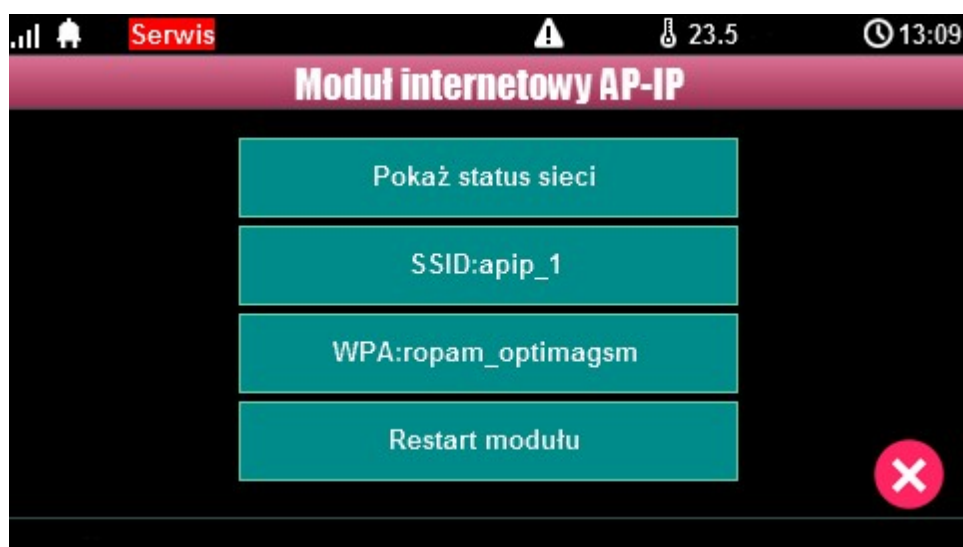 Serwis 23.5 13:09
Moduł internetowy AP-IP
Pokaż status sieci
SSID:apip_1
WPA:ropam_optimagsm
Restart modułu